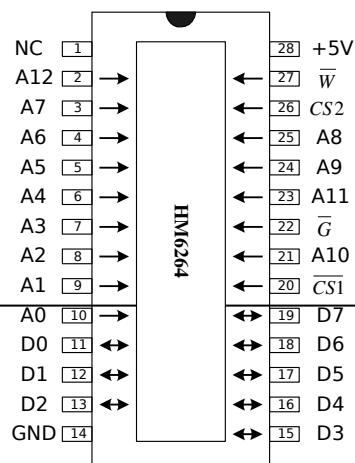 NC 1 28 +5V
A12 2 27 W̅
A7 3 26 CS2
A6 4 25 A8
A5 5 24 A9
A4 6 23 A11
A3 7 22 G̅
A2 8 21 A10
A1 9 20 C̅S̅1̅
A0 10 19 D7
D0 11 18 D6
D1 12 17 D5
D2 13 16 D4
GND 14 15 D3
HM6264